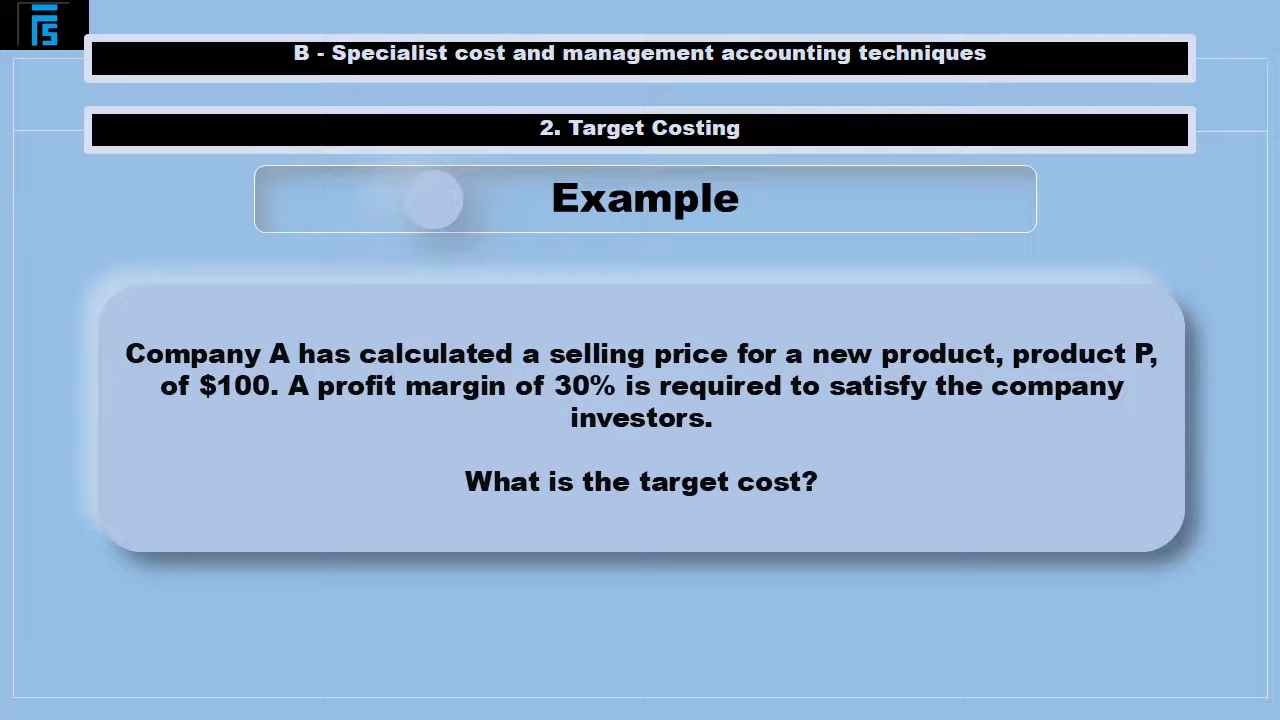 B - Specialist cost and management accounting techniques
2. Target Costing
Example
Company A has calculated a selling price for a new product, product P,
of $100. A profit margin of 30% is required to satisfy the company
investors.
What is the target cost?